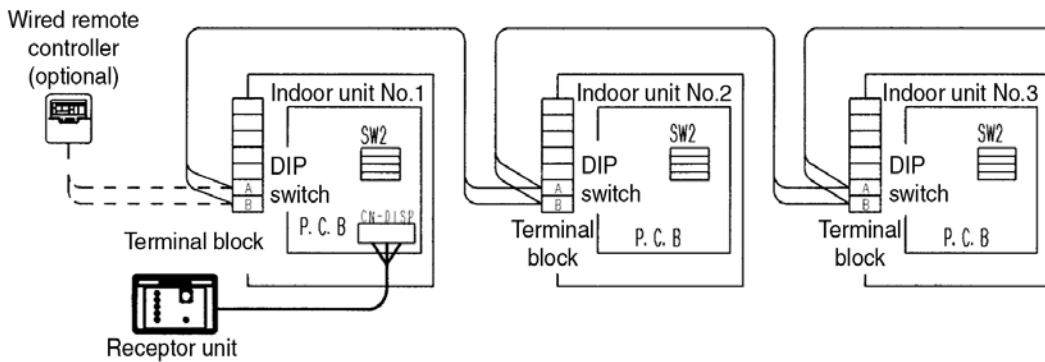 Wired remote
controller
(optional)
Indoor unit No.1
SW2
DIP
switch
A
B
CN-DISP
P. C. B
Terminal block
Receptor unit
Indoor unit No.2
SW2
DIP
switch
A
B
Terminal
block
P. C. B
Indoor unit No.3
SW2
DIP
switch
A
B
Terminal
block
P. C. B